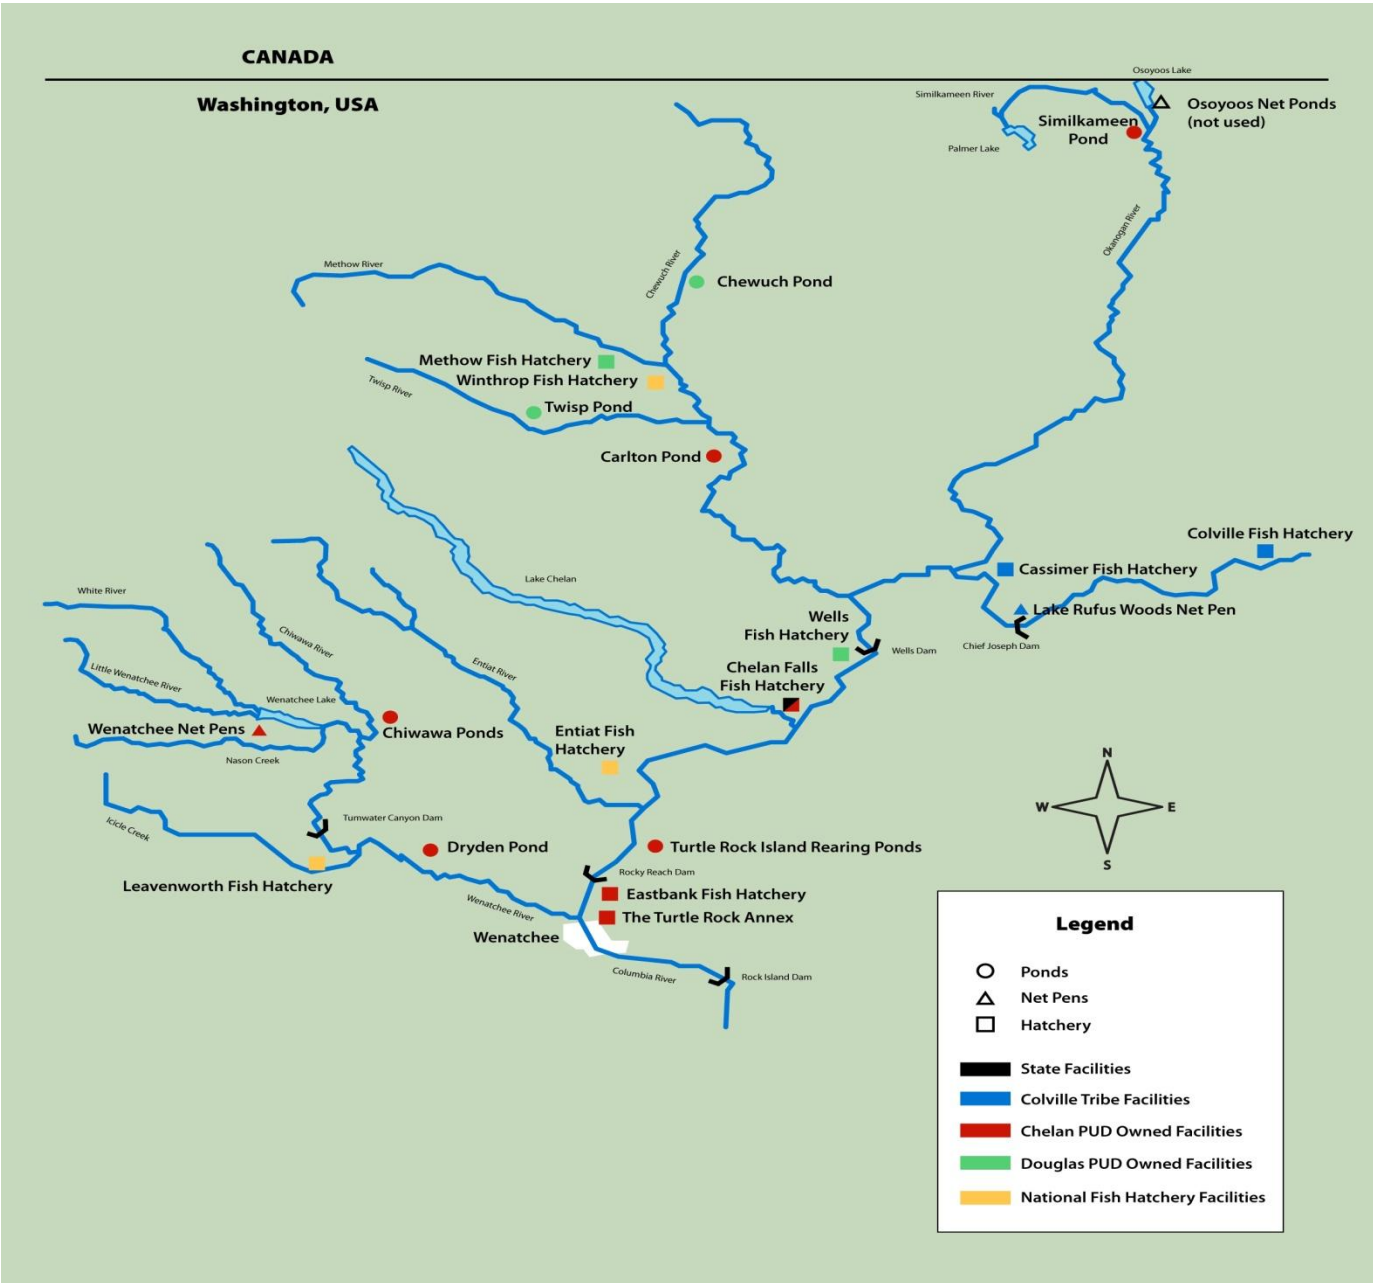 CANADA
Washington, USA
Osoyoos Lake
Similkameen River
Osoyoos Net Ponds
(not used)
Similkameen
Pond
Palmer Lake
Okanogan River
Chewuch River
Methow River
Chewuch Pond
Methow Fish Hatchery
Winthrop Fish Hatchery
Twisp River
Twisp Pond
Carlton Pond
Colville Fish Hatchery
Cassimer Fish Hatchery
Lake Rufus Woods Net Pen
Chief Joseph Dam
Lake Chelan
White River
Chiwawa River
Little Wenatchee River
Entiat River
Wells
Fish Hatchery
Wells Dam
Chelan Falls
Fish Hatchery
Wenatchee Lake
Wenatchee Net Pens
Chiwawa Ponds
Nason Creek
Entiat Fish
Hatchery
N
W
E
S
Icicle Creek
Tumwater Canyon Dam
Dryden Pond
Turtle Rock Island Rearing Ponds
Leavenworth Fish Hatchery
Rocky Reach Dam
Eastbank Fish Hatchery
The Turtle Rock Annex
Wenatchee River
Wenatchee
Columbia River
Rock Island Dam
Legend
Ponds
Net Pens
Hatchery
State Facilities
Colville Tribe Facilities
Chelan PUD Owned Facilities
Douglas PUD Owned Facilities
National Fish Hatchery Facilities